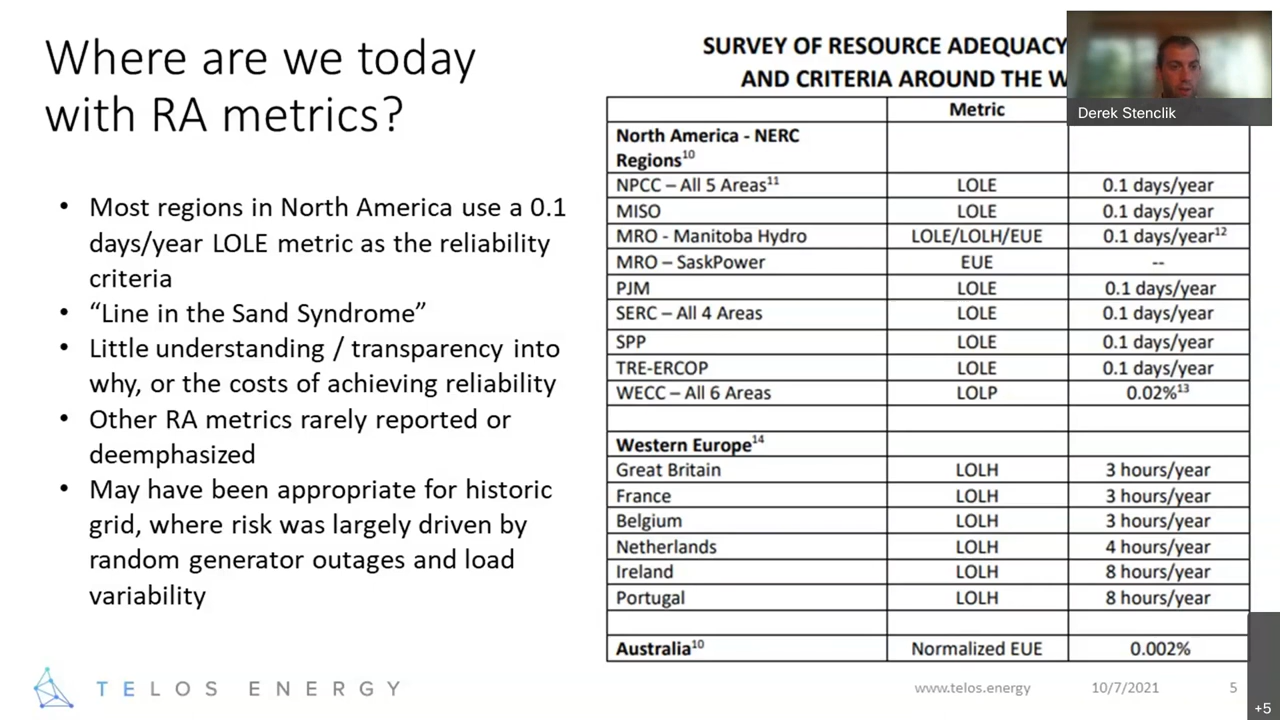 Where are we today
with RA metrics?
• Most regions in North America use a 0.1
days/year LOLE metric as the reliability
criteria
• “Line in the Sand Syndrome”
• Little understanding / transparency into
why, or the costs of achieving reliability
• Other RA metrics rarely reported or
deemphasized
• May have been appropriate for historic
grid, where risk was largely driven by
random generator outages and load
variability
SURVEY OF RESOURCE ADEQUACY
AND CRITERIA AROUND THE W
Derek Stenclik
Metric
North America - NERC
Regions10
NPCC – All 5 Areas11 LOLE 0.1 days/year
MISO LOLE 0.1 days/year
MRO - Manitoba Hydro LOLE/LOLH/EUE 0.1 days/year12
MRO – SaskPower EUE --
PJM LOLE 0.1 days/year
SERC – All 4 Areas LOLE 0.1 days/year
SPP LOLE 0.1 days/year
TRE-ERCOP LOLE 0.1 days/year
WECC – All 6 Areas LOLP 0.02%13
Western Europe14
Great Britain LOLH 3 hours/year
France LOLH 3 hours/year
Belgium LOLH 3 hours/year
Netherlands LOLH 4 hours/year
Ireland LOLH 8 hours/year
Portugal LOLH 8 hours/year
Australia10 Normalized EUE 0.002%
TELOS ENERGY
www.telos.energy 10/7/2021 5
+5